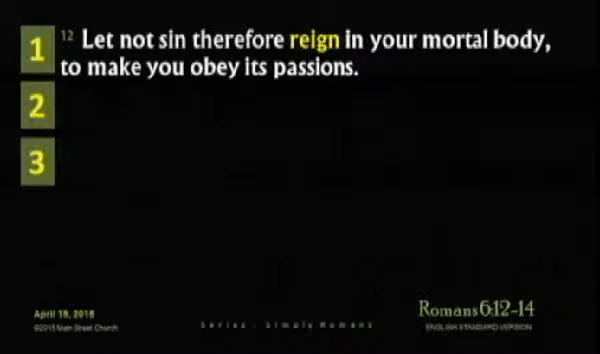 1
12 Let not sin therefore reign in your mortal body,
to make you obey its passions.
2
3
April 19, 2015
©2015 Main Street Church
Series - Simply Romans
Romans 6:12-14
ENGLISH STANDARD VERSION